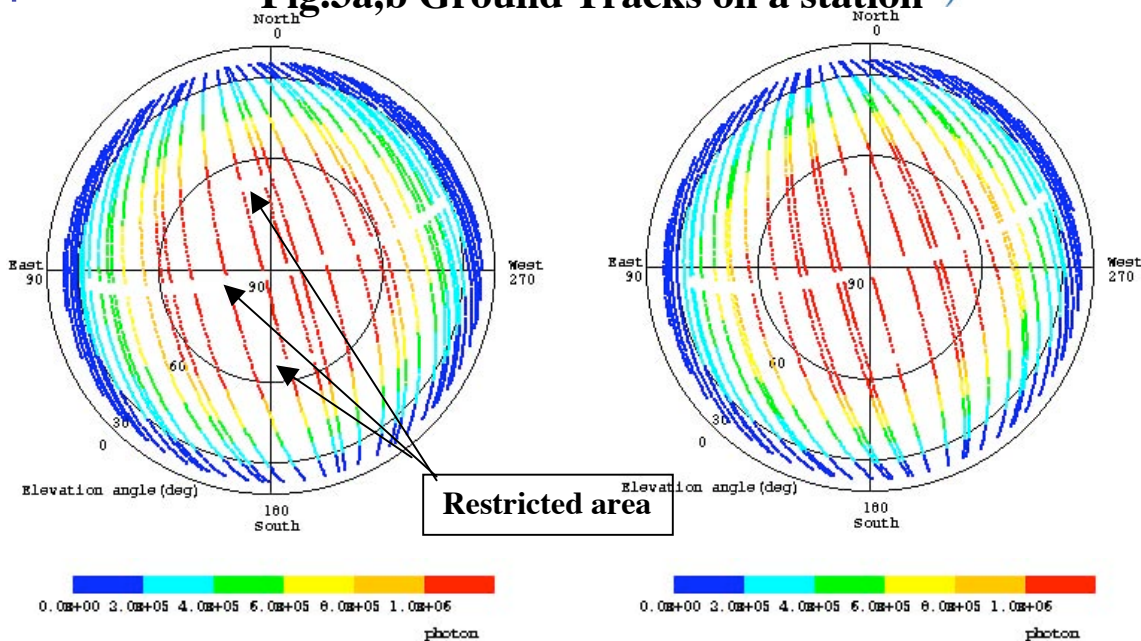 Fig.5a,b Ground Tracks on a station
North
0
East
90
West
270
90
60
30
0
Elevation angle(deg)
180
South
North
0
East
90
West
270
90
60
30
0
Elevation angle(deg)
180
South
Restricted area
0.0E+00 2.0E+05 4.0E+05 6.0E+05 8.0E+05 1.0E+06
photon
0.0E+00 2.0E+05 4.0E+05 6.0E+05 8.0E+05 1.0E+06
photon